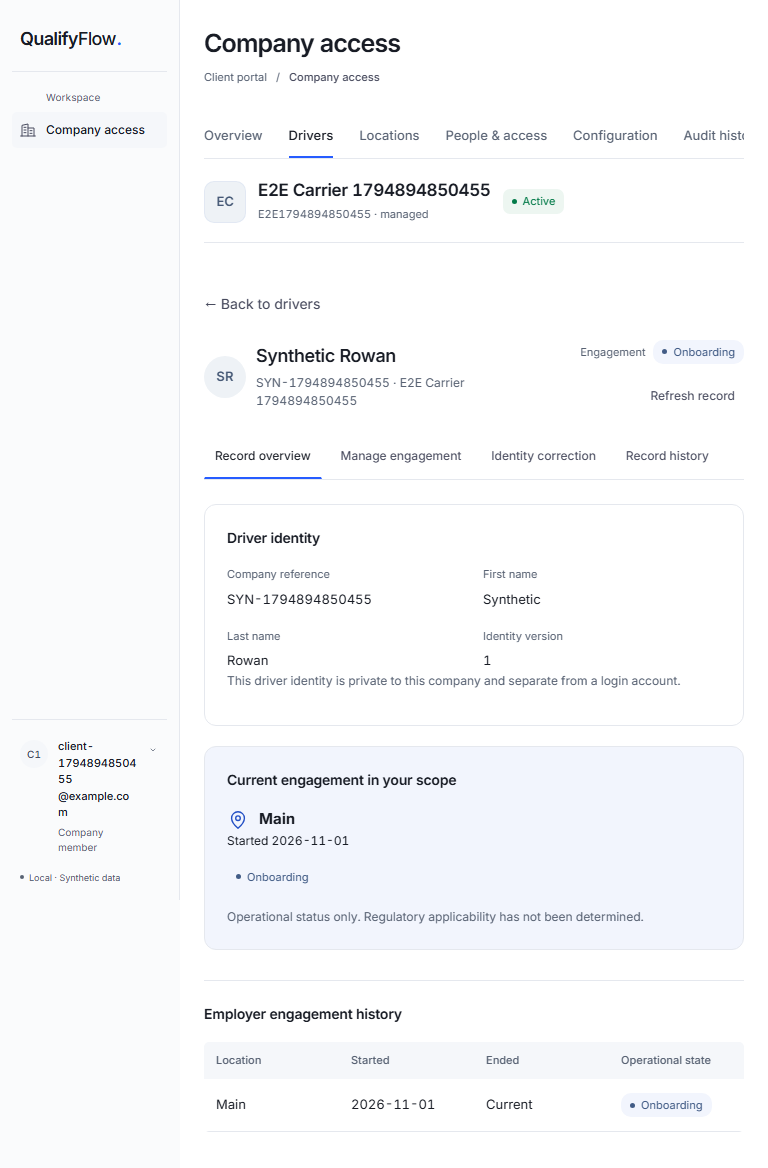 QualifyFlow.
Workspace
Company access
client-
17948948504
55
@example.co
m
C1
Company
member
Local · Synthetic data
Company access
Client portal / Company access
Overview Drivers Locations People & access Configuration Audit histo
EC
E2E Carrier 1794894850455
E2E1794894850455 · managed
Active
← Back to drivers
SR
Synthetic Rowan
SYN-1794894850455 · E2E Carrier
1794894850455
Engagement Onboarding
Refresh record
Record overview Manage engagement Identity correction Record history
Driver identity
Company reference First name
SYN-1794894850455 Synthetic
Last name Identity version
Rowan 1
This driver identity is private to this company and separate from a login account.
Current engagement in your scope
Main
Started 2026-11-01
Onboarding
Operational status only. Regulatory applicability has not been determined.
Employer engagement history
Location Started Ended Operational state
Main 2026-11-01 Current Onboarding